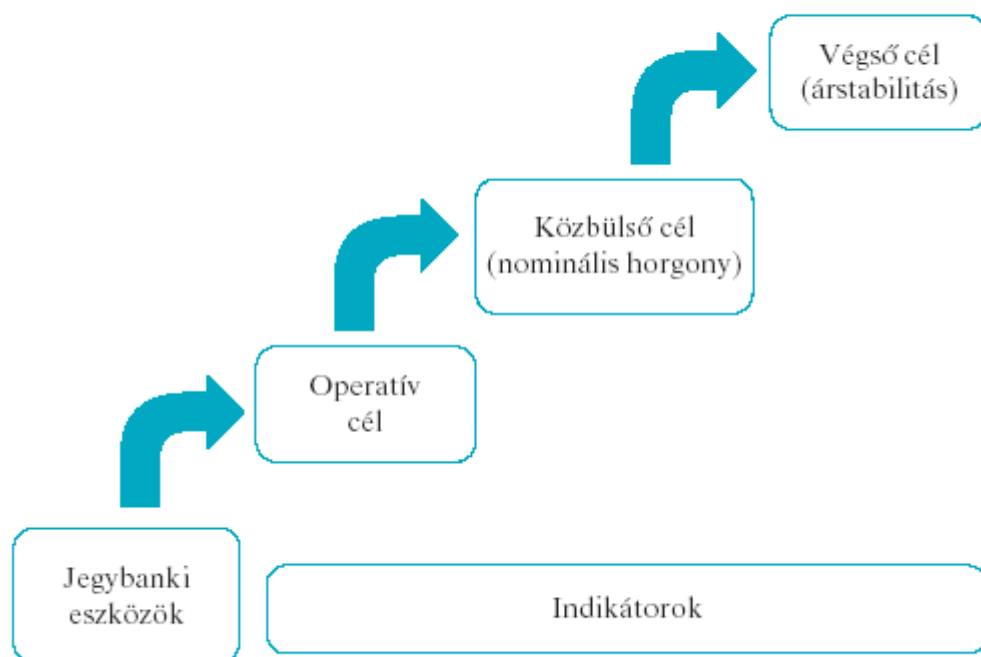 Végső cél
(árstabilitás)
Közbülső cél
(nominális horgony)
Operatív
cél
Jegybanki
eszközök
Indikátorok